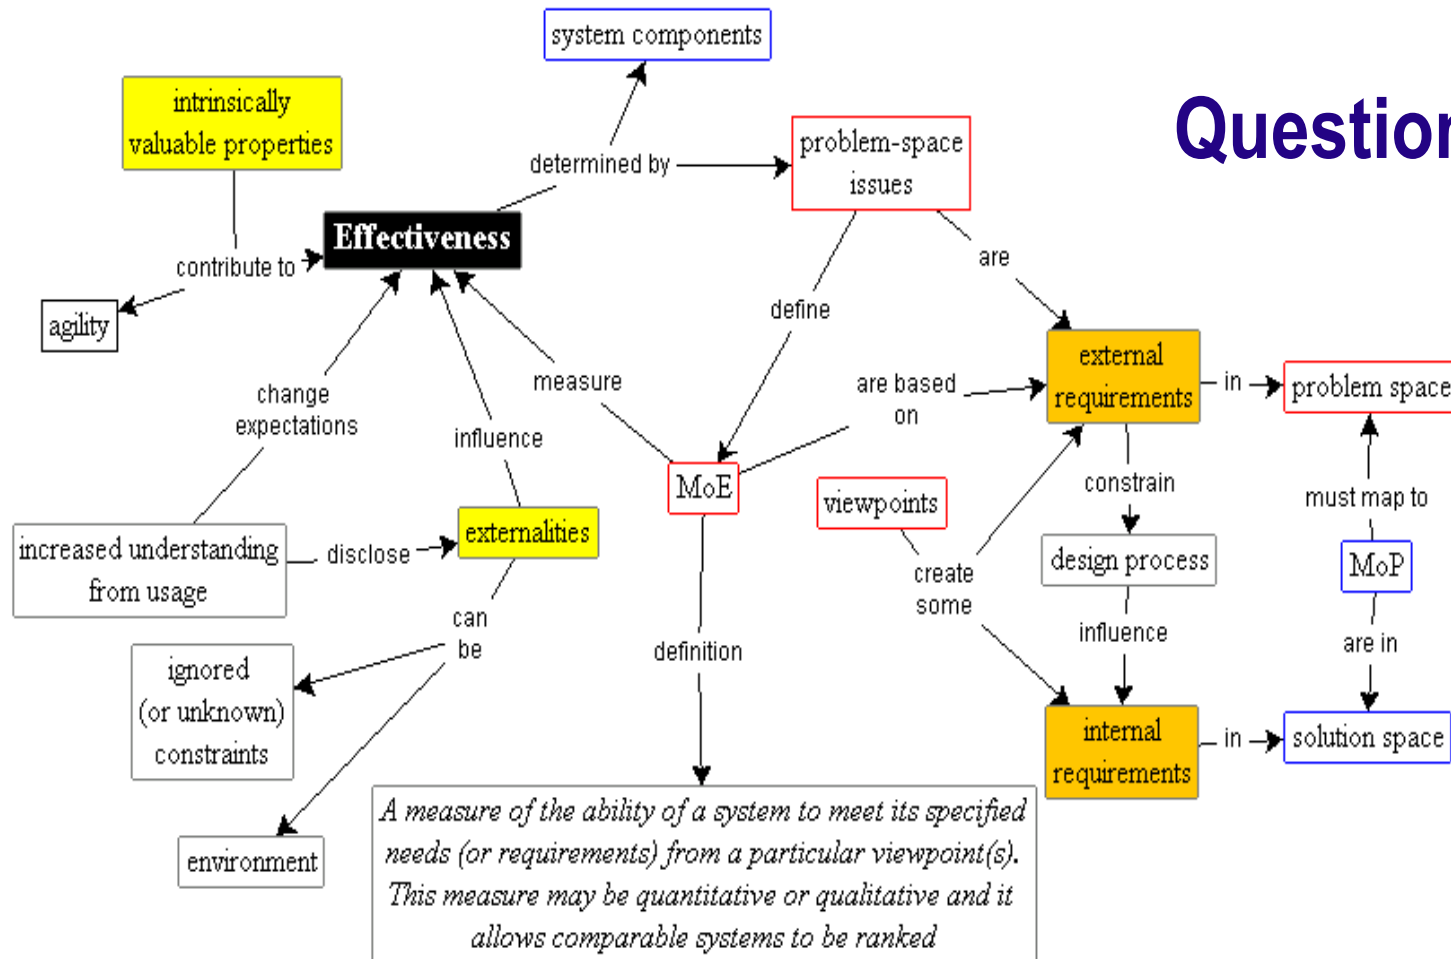 system components
Question
intrinsically
valuable properties
problem-space
issues
determined by
Effectiveness
contribute to
are
agility
define
external
requirements
in
problem space
measure
are based
on
change
expectations
influence
MoE
viewpoints
constrain
must map to
increased understanding
from usage
disclose
externalities
create
some
design process
MoP
can
be
influence
definition
are in
ignored
(or unknown)
constraints
internal
requirements
in
solution space
environment
A measure of the ability of a system to meet its specified
needs (or requirements) from a particular viewpoint(s).
This measure may be quantitative or qualitative and it
allows comparable systems to be ranked